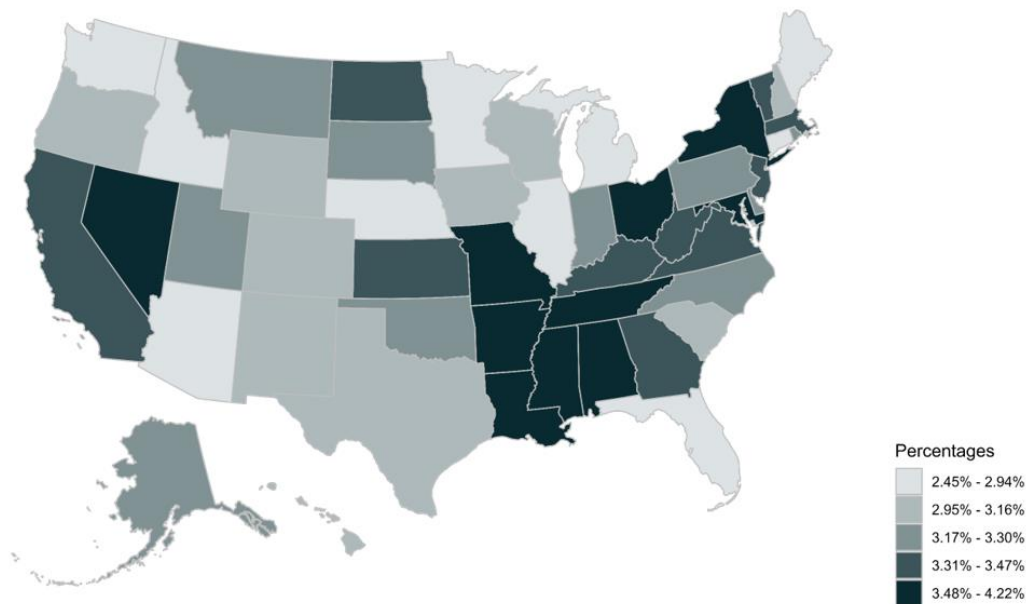 Percentages
2.45% - 2.94%
2.95% - 3.16%
3.17% - 3.30%
3.31% - 3.47%
3.48% - 4.22%